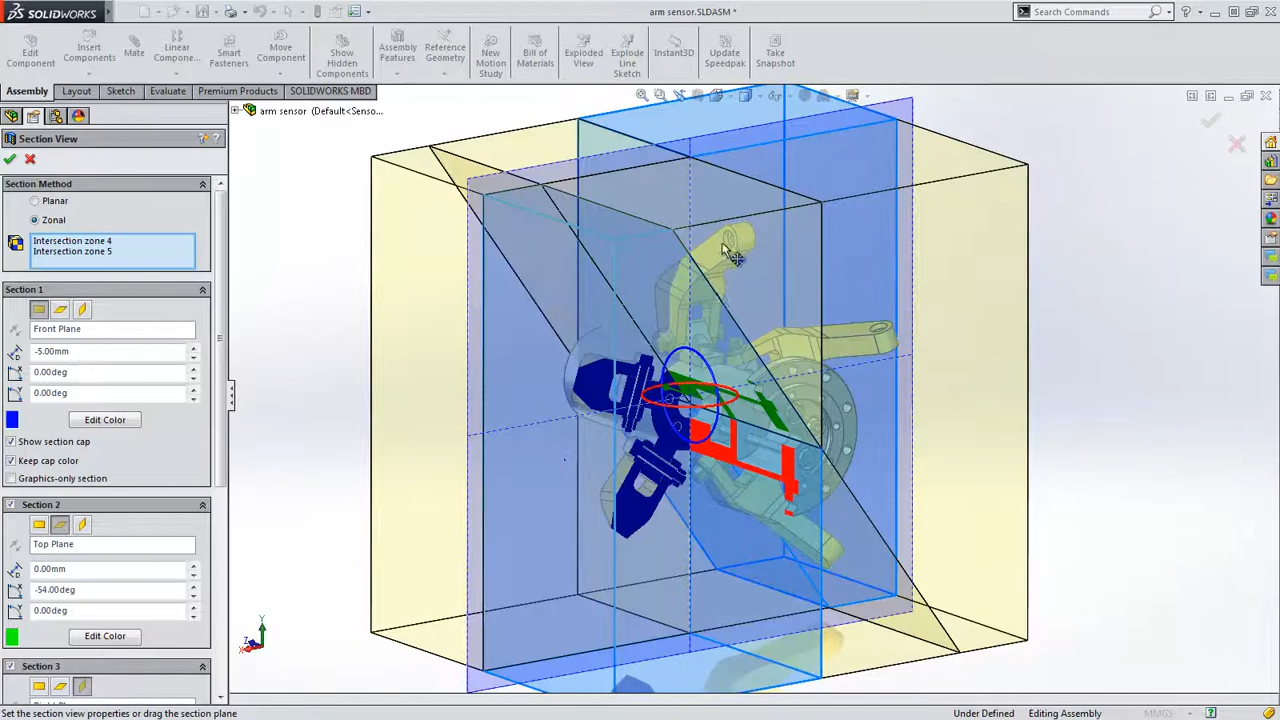 SOLIDWORKS
arm sensor.SLDASM *
Search Commands
Edit Component
Insert Components
Mate
Linear Compone...
Smart Fasteners
Move Component
Show Hidden Components
Assembly Features
Reference Geometry
New Motion Study
Bill of Materials
Exploded View
Explode Line Sketch
Instant3D
Update Speedpak
Take Snapshot
Assembly
Layout
Sketch
Evaluate
Premium Products
SOLIDWORKS MBD
arm sensor (Default<Senso...
Section View
Section Method
Planar
Zonal
Intersection zone 4
Intersection zone 5
Section 1
Front Plane
-5.00mm
0.00deg
0.00deg
Edit Color
Show section cap
Keep cap color
Graphics-only section
Section 2
Top Plane
0.00mm
-54.00deg
0.00deg
Edit Color
Section 3
Y
Z
X
Set the section view properties or drag the section plane
Under Defined
Editing Assembly
MMGS